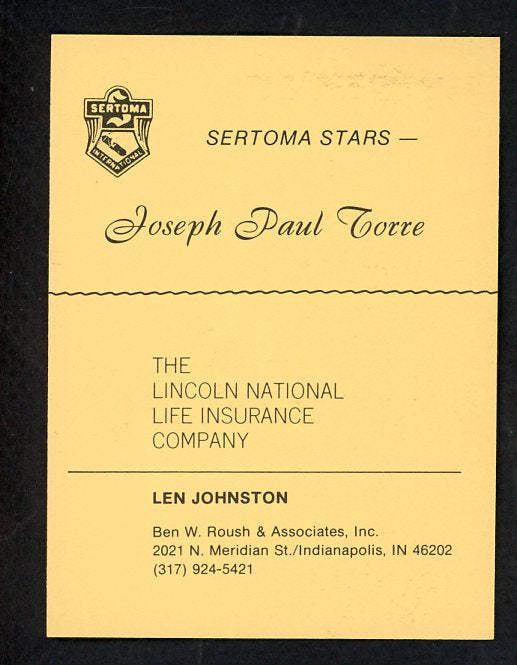 SERTOMA
INTERNATIONAL
SERTOMA STARS —
Joseph Paul Torre
THE
LINCOLN NATIONAL
LIFE INSURANCE
COMPANY
LEN JOHNSTON
Ben W. Roush & Associates, Inc.
2021 N. Meridian St./Indianapolis, IN 46202
(317) 924-5421